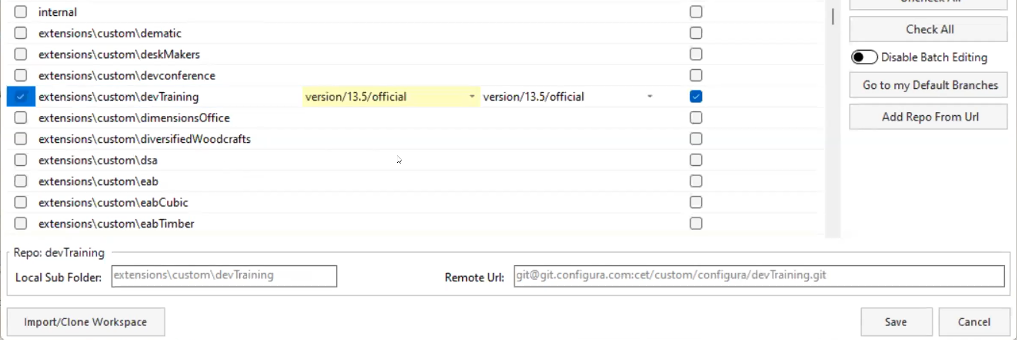 internal
Uncheck All
extensions\custom\dematic
Check All
extensions\custom\deskMakers
Disable Batch Editing
extensions\custom\devconference
Go to my Default Branches
extensions\custom\devTraining version/13.5/official version/13.5/official
Add Repo From Url
extensions\custom\dimensionsOffice
extensions\custom\diversifiedWoodcrafts
extensions\custom\dsa
extensions\custom\eab
extensions\custom\eabCubic
extensions\custom\eabTimber
Repo: devTraining
Local Sub Folder: extensions\custom\devTraining Remote Url: git@git.configura.com:cet/custom/configura/devTraining.git
Import/Clone Workspace Save Cancel